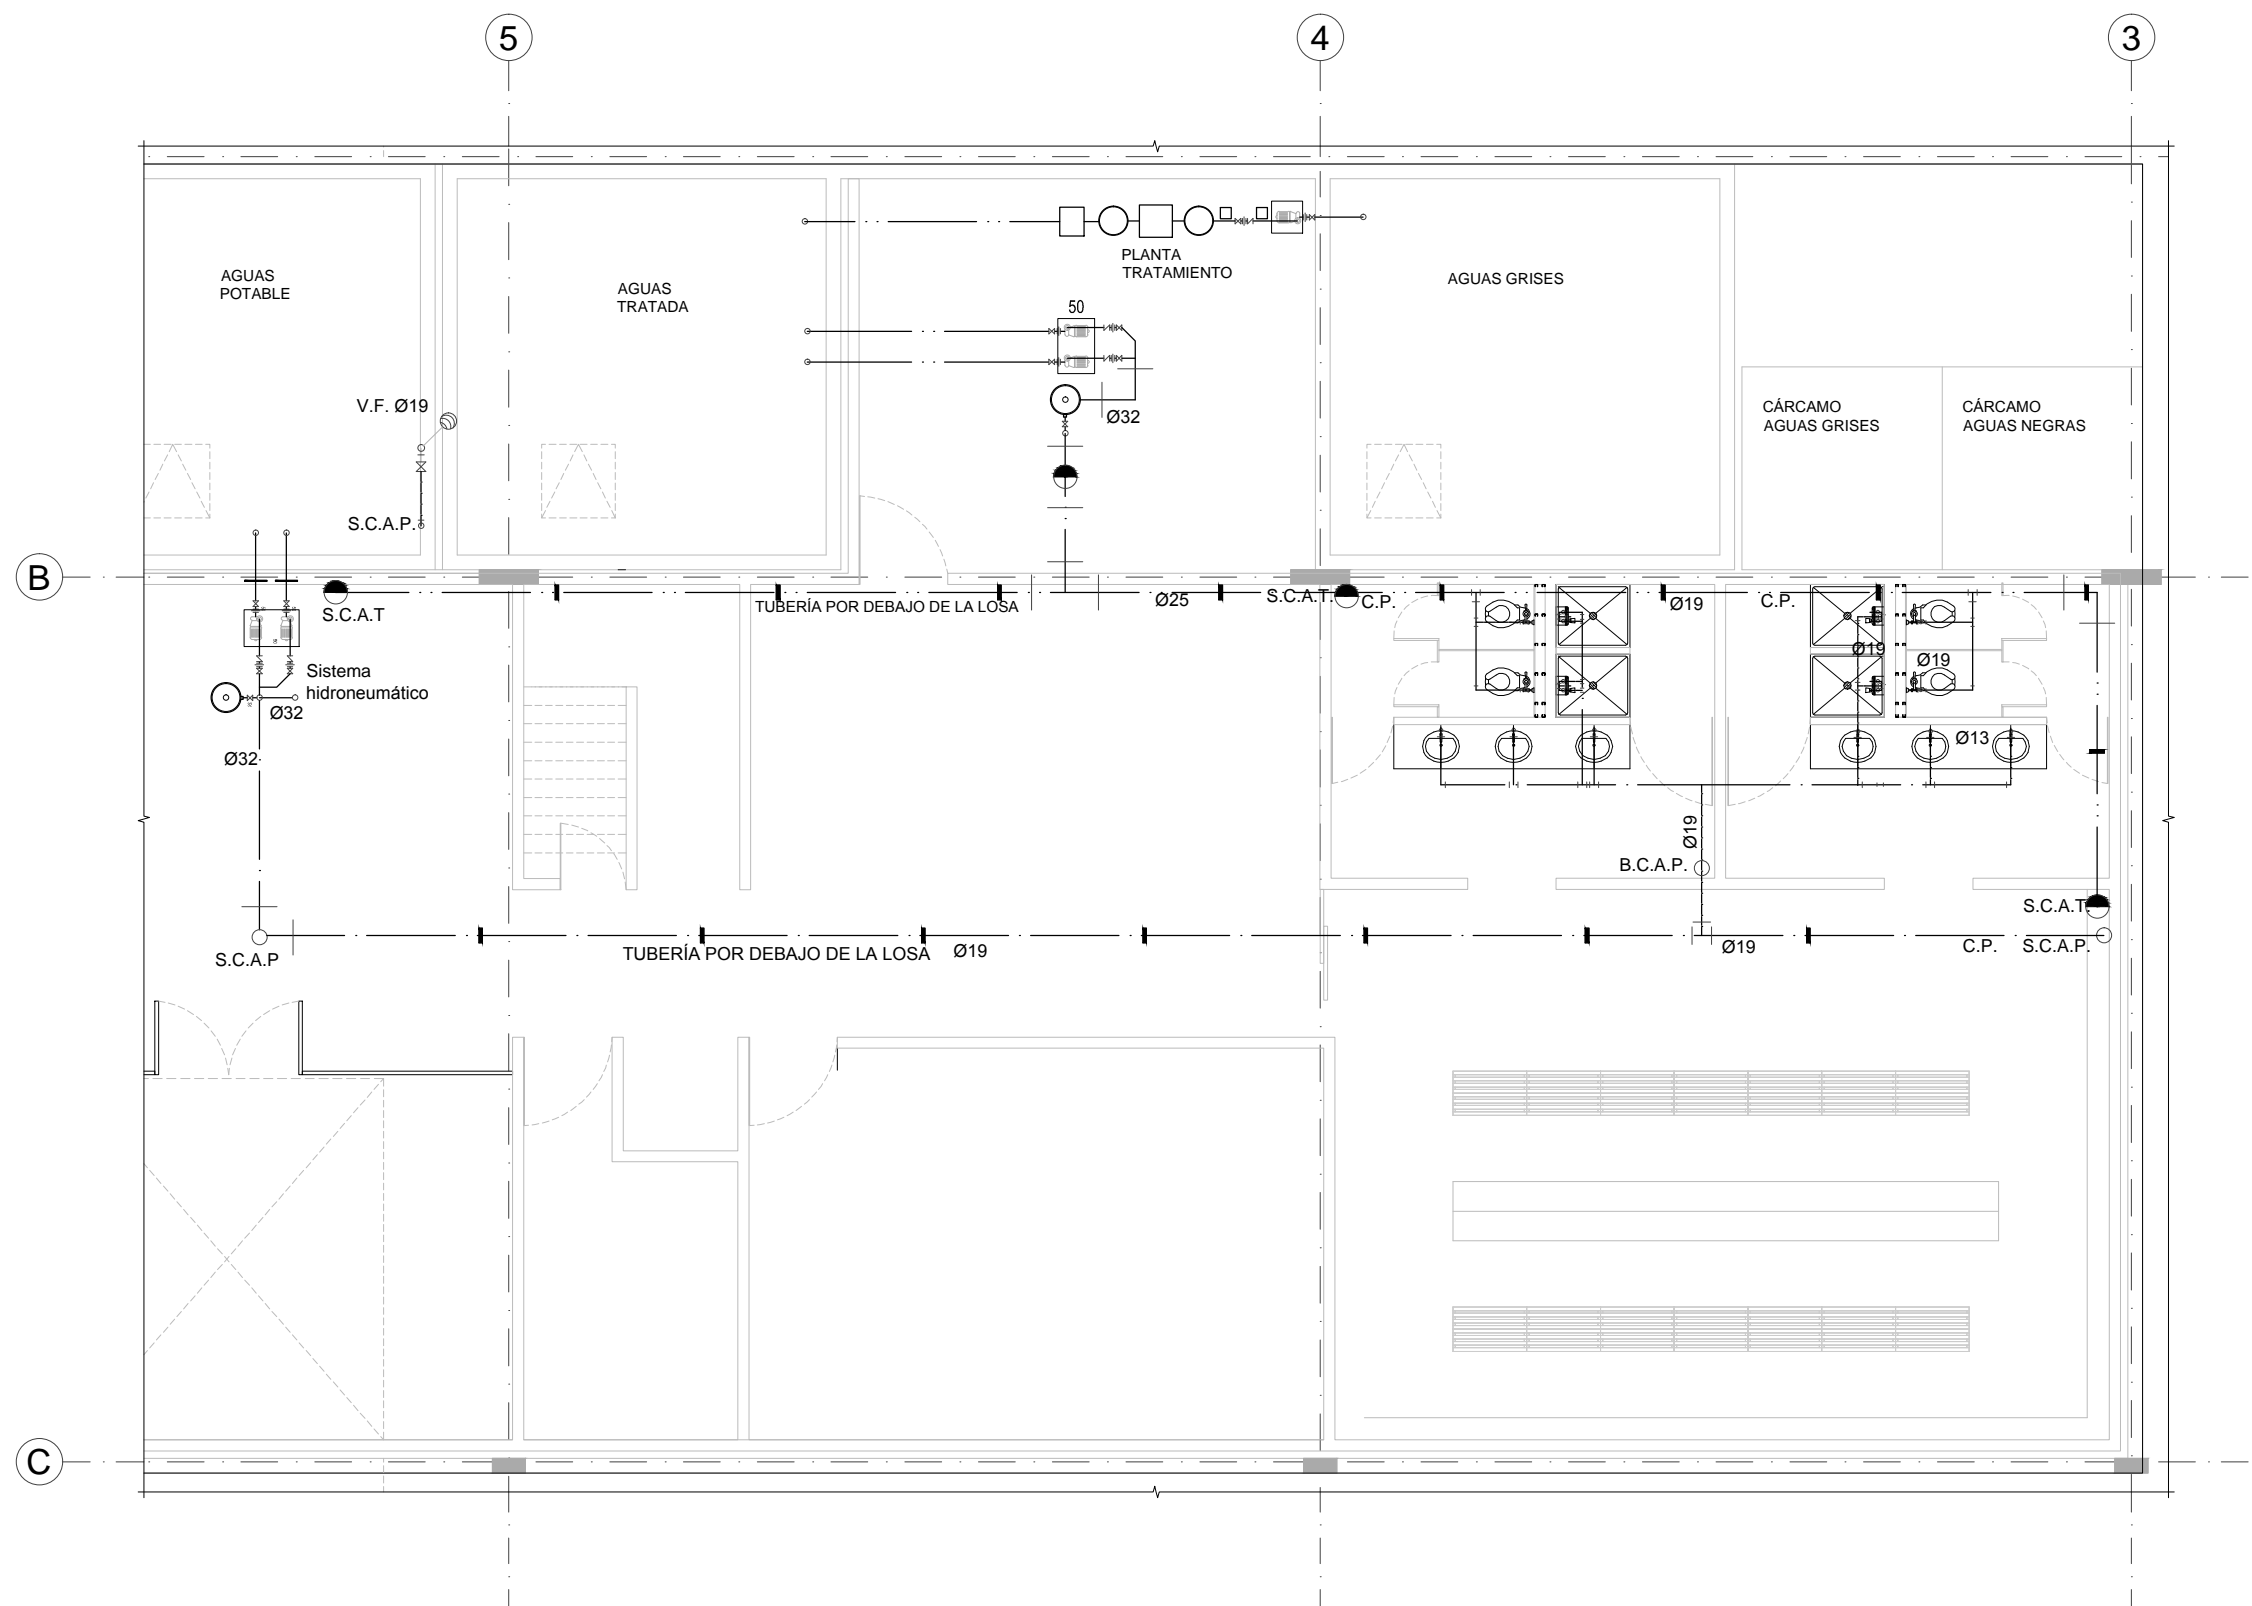 5
4
3
AGUAS
POTABLE
AGUAS
TRATADA
PLANTA
TRATAMIENTO
AGUAS GRISES
50
V.F. Ø19
Ø32
CÁRCAMO
AGUAS GRISES
CÁRCAMO
AGUAS NEGRAS
S.C.A.P.
B
S.C.A.T
TUBERÍA POR DEBAJO DE LA LOSA
Ø25
S.C.A.T.
C.P.
Ø19
C.P.
Ø19
Ø19
Sistema
hidroneumático
Ø32
Ø32
Ø13
Ø19
B.C.A.P.
S.C.A.T.
S.C.A.P
TUBERÍA POR DEBAJO DE LA LOSA
Ø19
Ø19
C.P.
S.C.A.P.
C